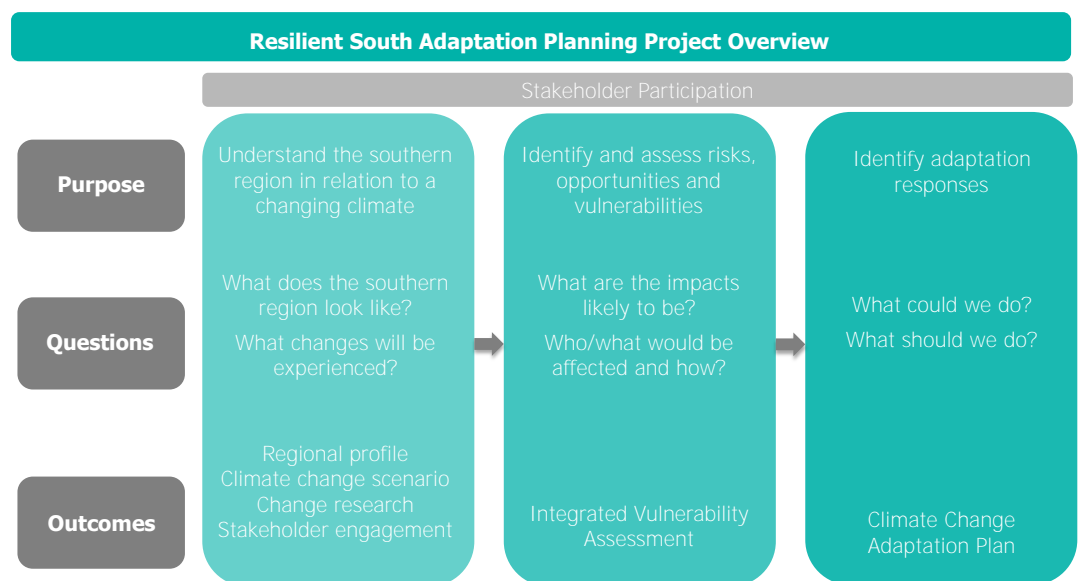 Resilient South Adaptation Planning Project Overview
Stakeholder Participation
Purpose
Understand the southern
region in relation to a
changing climate
Identify and assess risks,
opportunities and
vulnerabilities
Identify adaptation
responses
Questions
What does the southern
region look like?
What changes will be
experienced?
What are the impacts
likely to be?
Who/what would be
affected and how?
What could we do?
What should we do?
Outcomes
Regional profile
Climate change scenario
Change research
Stakeholder engagement
Integrated Vulnerability
Assessment
Climate Change
Adaptation Plan